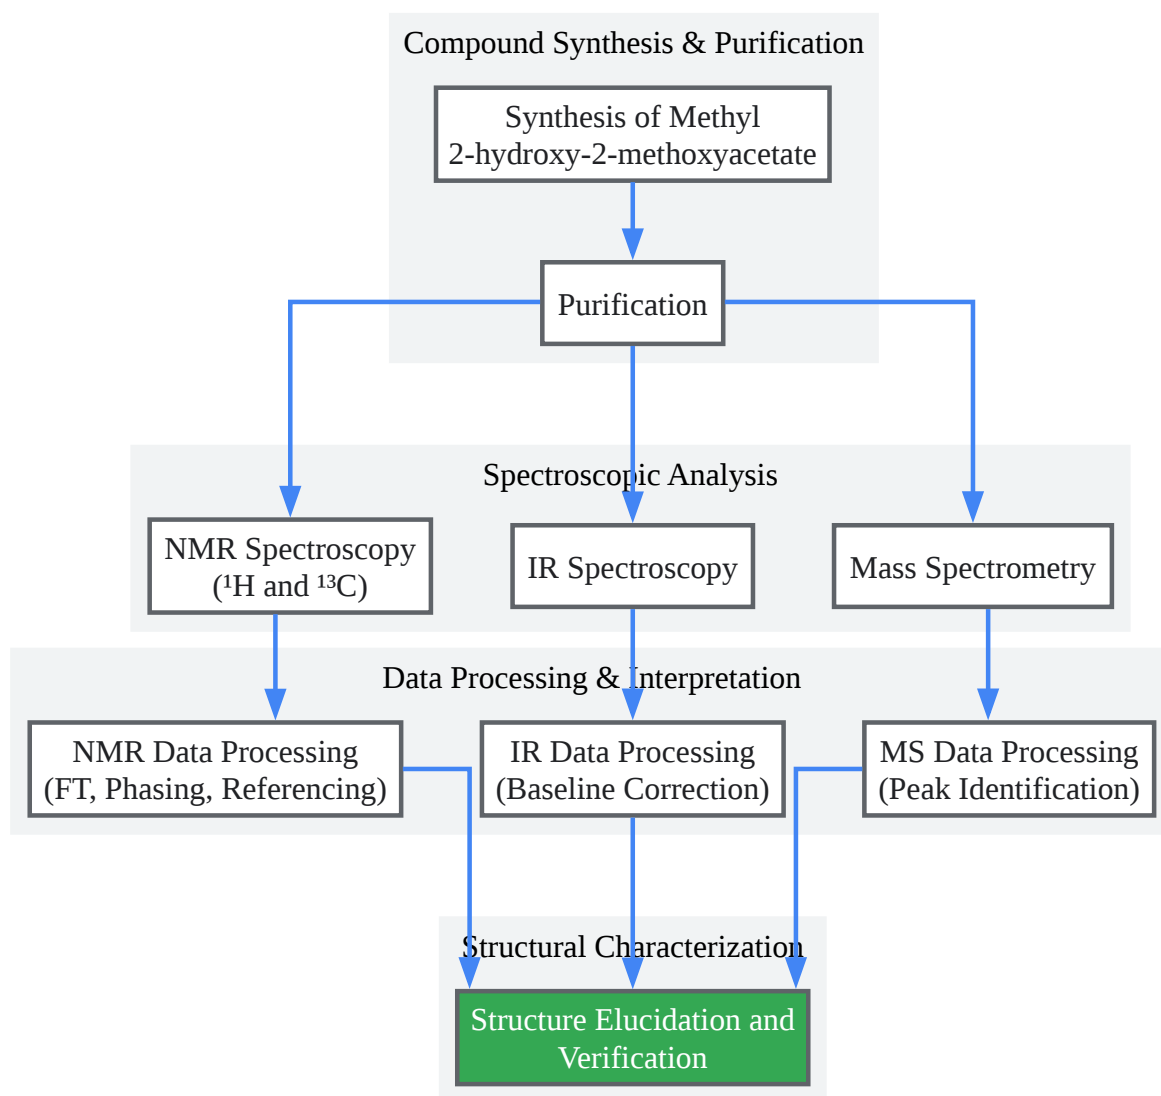 Compound Synthesis & Purification
Synthesis of Methyl
2-hydroxy-2-methoxyacetate
Purification
Spectroscopic Analysis
NMR Spectroscopy
(¹H and ¹³C)
IR Spectroscopy
Mass Spectrometry
Data Processing & Interpretation
NMR Data Processing
(FT, Phasing, Referencing)
IR Data Processing
(Baseline Correction)
MS Data Processing
(Peak Identification)
Structural Characterization
Structure Elucidation and
Verification